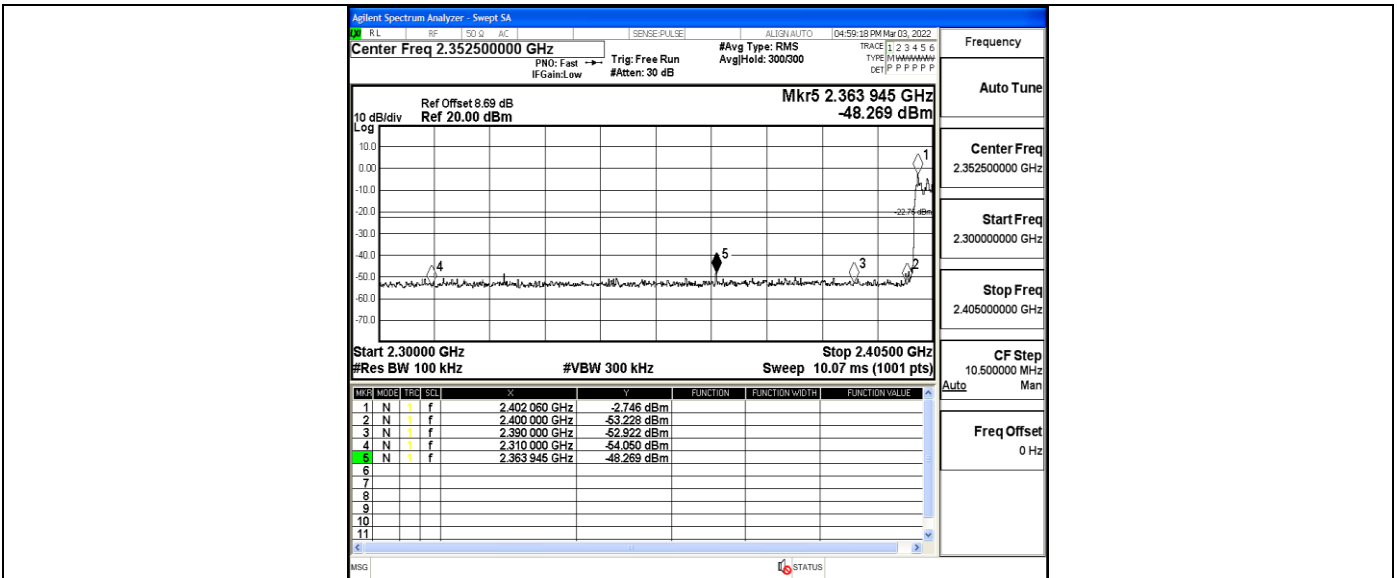 Agilent Spectrum Analyzer - Swept SA
LXI RL RF 50 Ω AC SENSE:PULSE ALIGNAUTO 04:59:18 PM Mar 03, 2022
Center Freq 2.352500000 GHz
PNO: Fast
IFGain:Low
Trig: Free Run
#Atten: 30 dB
#Avg Type: RMS
Avg|Hold: 300/300
TRACE 1 2 3 4 5 6
TYPE M WWWWW
DET P P P P P P
Ref Offset 8.69 dB
10 dB/div Ref 20.00 dBm
Log
Mkr5 2.363 945 GHz
-48.269 dBm
10.0
0.00
-10.0
-20.0
-30.0
-40.0
-50.0
-60.0
-70.0
1
-22.75 dBm
4
5
3
2
Start 2.30000 GHz Stop 2.40500 GHz
#Res BW 100 kHz #VBW 300 kHz Sweep 10.07 ms (1001 pts)
MKR MODE TRC SCL X Y FUNCTION FUNCTION WIDTH FUNCTION VALUE
1 N 1 f 2.402 060 GHz -2.746 dBm
2 N 1 f 2.400 000 GHz -53.228 dBm
3 N 1 f 2.390 000 GHz -52.922 dBm
4 N 1 f 2.310 000 GHz -54.050 dBm
5 N 1 f 2.363 945 GHz -48.269 dBm
6
7
8
9
10
11
MSG STATUS
Frequency
Auto Tune
Center Freq
2.352500000 GHz
Start Freq
2.300000000 GHz
Stop Freq
2.405000000 GHz
CF Step
10.500000 MHz
Auto Man
Freq Offset
0 Hz